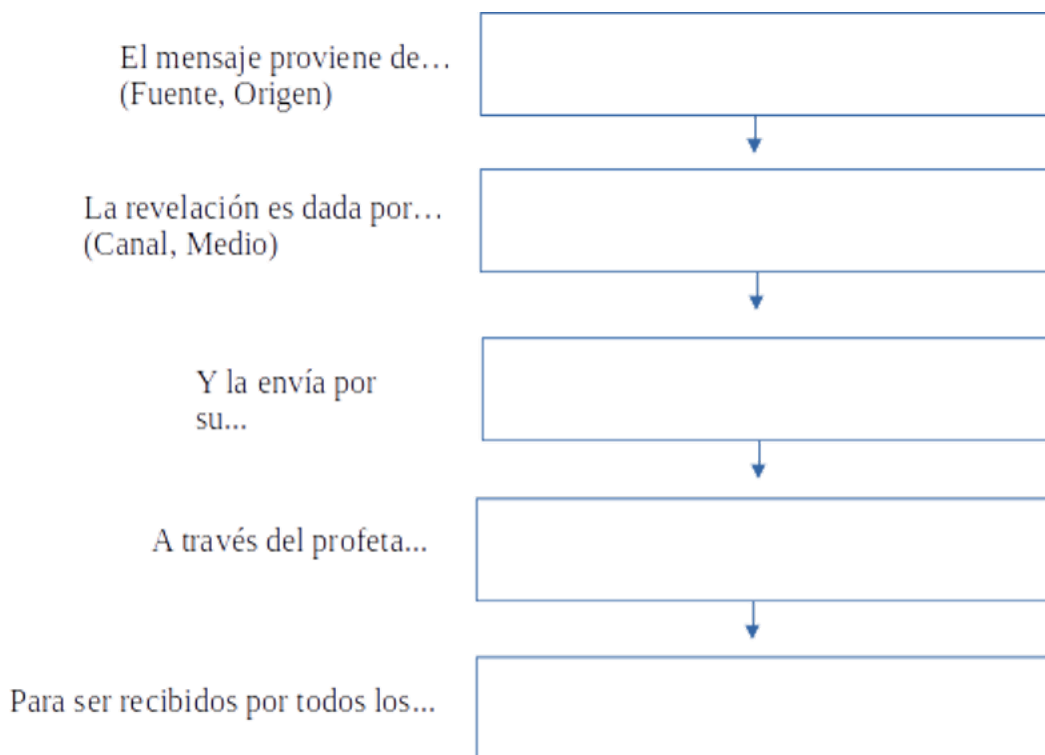 El mensaje proviene de…
(Fuente, Origen)
La revelación es dada por…
(Canal, Medio)
Y la envía por
su...
A través del profeta...
Para ser recibidos por todos los...